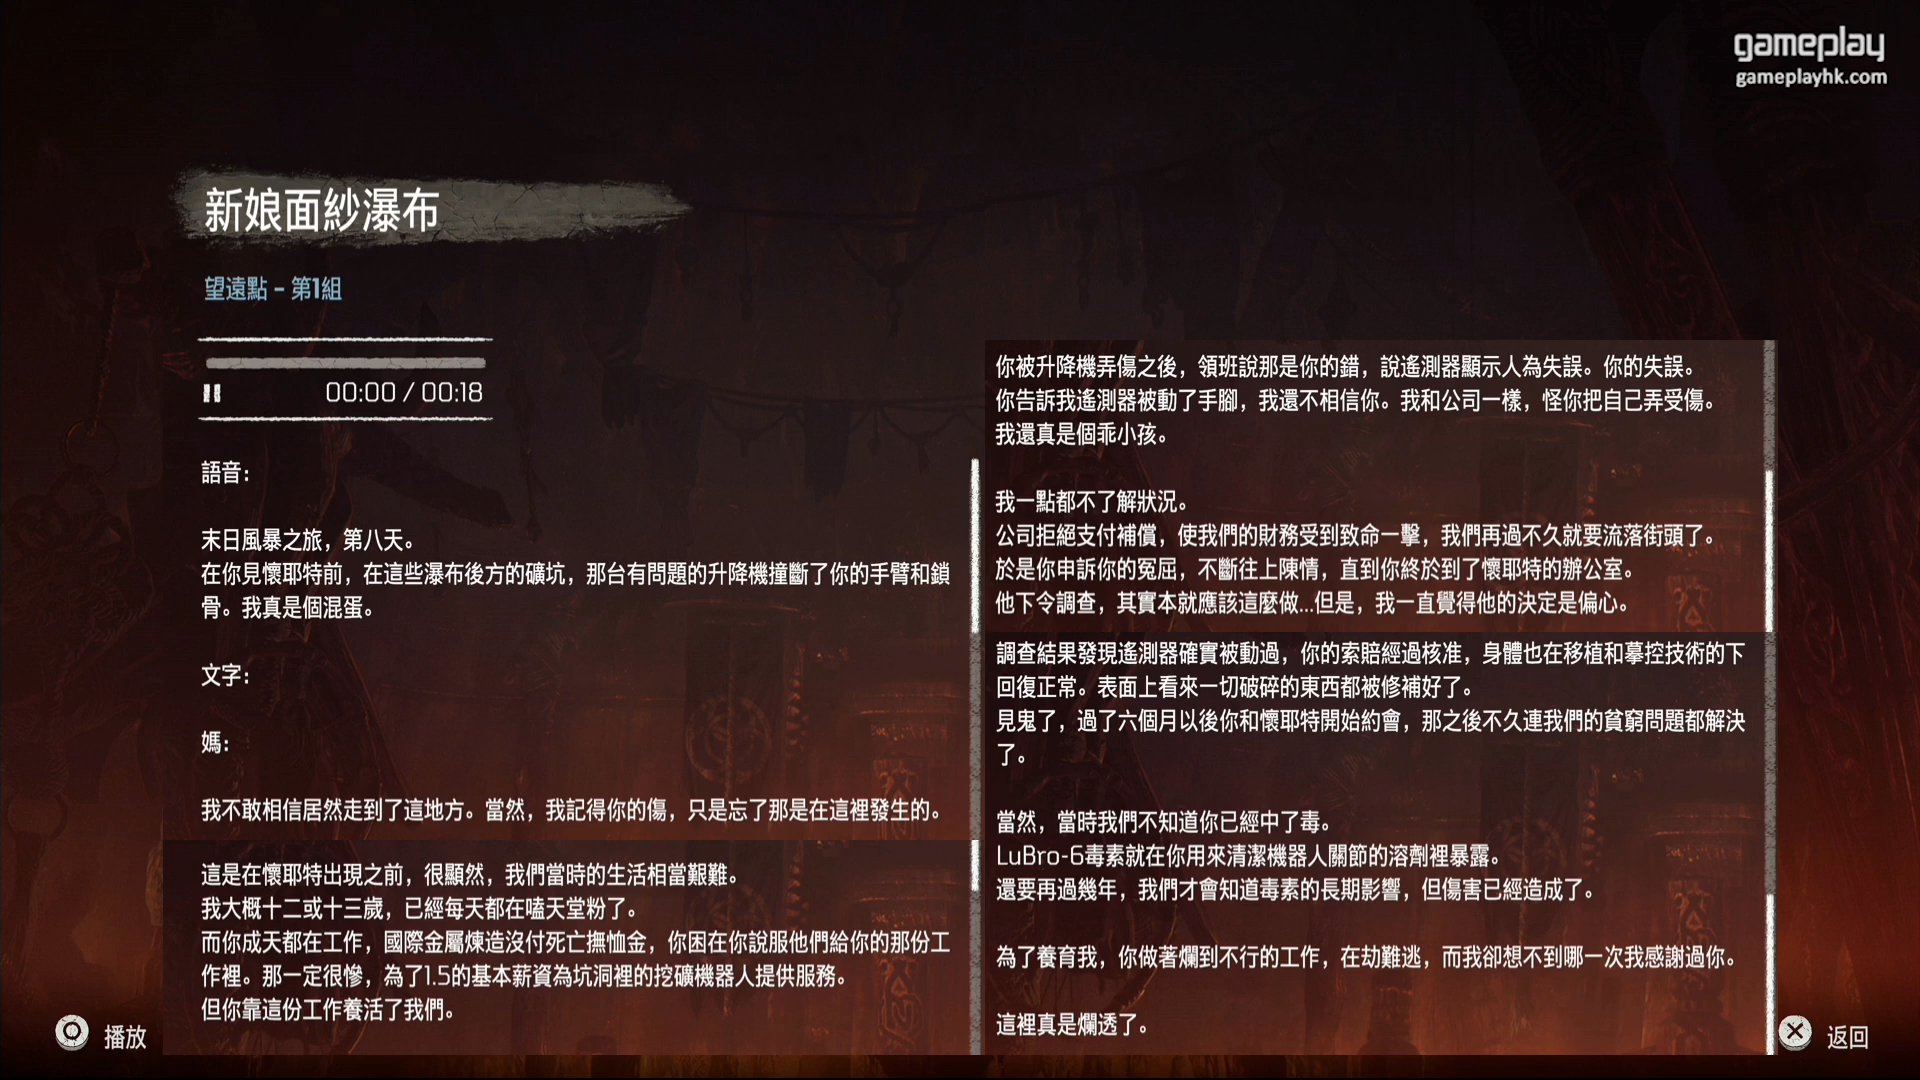 gameplay
gameplayhk.com
新娘面紗瀑布
望遠點 – 第1組
00:00 / 00:18
語音:
末日風暴之旅，第八天。
在你見懷耶特前，在這些瀑布後方的礦坑，那台有問題的升降機撞斷了你的手臂和鎖
骨。我真是個混蛋。
文字:
媽:
我不敢相信居然走到了這地方。當然，我記得你的傷，只是忘了那是在這裡發生的。
這是在懷耶特出現之前，很顯然，我們當時的生活相當艱難。
我大概十二或十三歲，已經每天都在嗑天堂粉了。
而你成天都在工作，國際金屬煉造沒付死亡撫恤金，你困在你說服他們給你的那份工
作裡。那一定很慘，為了1.5的基本薪資為坑洞裡的挖礦機器人提供服務。
但你靠這份工作養活了我們。
你被升降機弄傷之後，領班說那是你的錯，說遙測器顯示人為失誤。你的失誤。
你告訴我遙測器被動了手腳，我還不相信你。我和公司一樣，怪你把自己弄受傷。
我還真是個乖小孩。
我一點都不了解狀況。
公司拒絕支付補償，使我們的財務受到致命一擊，我們再過不久就要流落街頭了。
於是你申訴你的冤屈，不斷往上陳情，直到你終於到了懷耶特的辦公室。
他下令調查，其實本就應該這麼做...但是，我一直覺得他的決定是偏心。
調查結果發現遙測器確實被動過，你的索賠經過核准，身體也在移植和摹控技術的下
回復正常。表面上看來一切破碎的東西都被修補好了。
見鬼了，過了六個月以後你和懷耶特開始約會，那之後不久連我們的貧窮問題都解決
了。
當然，當時我們不知道你已經中了毒。
LuBro-6毒素就在你用來清潔機器人關節的溶劑裡暴露。
還要再過幾年，我們才會知道毒素的長期影響，但傷害已經造成了。
為了養育我，你做著爛到不行的工作，在劫難逃，而我卻想不到哪一次我感謝過你。
這裡真是爛透了。
播放
返回